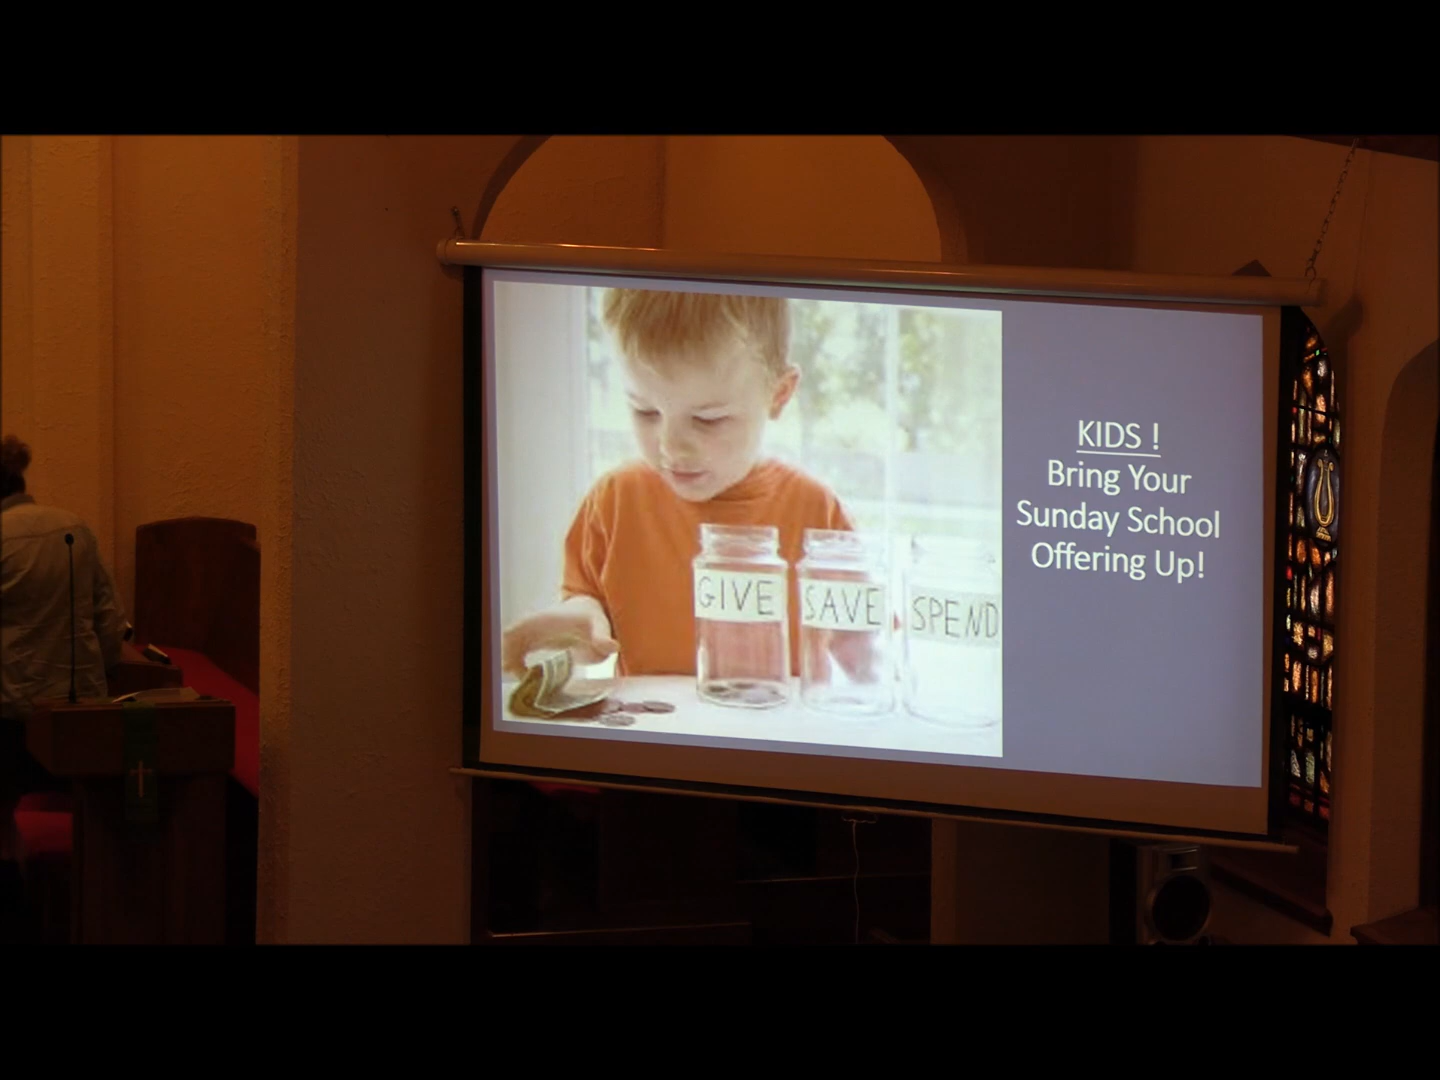 KIDS !
Bring Your
Sunday School
Offering Up!
GIVE
SAVE
SPEND